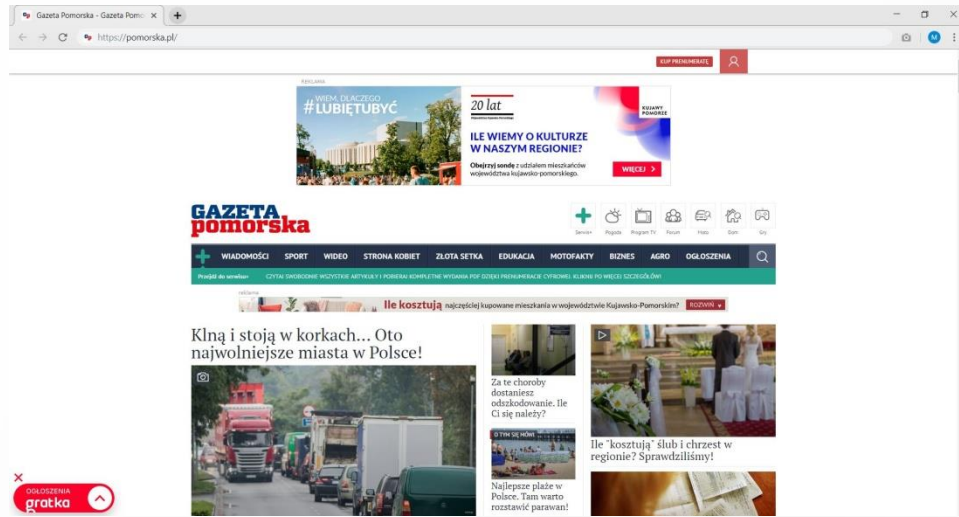 Gazeta Pomorska - Gazeta Pomo
https://pomorska.pl/
KUP PRENUMERATĘ
REKLAMA
#WIEM, DLACZEGO
LUBIĘTUBYĆ
20 lat
KUJAWY
POMORZE
ILE WIEMY O KULTURZE
W NASZYM REGIONIE?
Obejrzyj sondę z udziałem mieszkańców
województwa kujawsko-pomorskiego.
WIĘCEJ >
GAZETA
pomorska
Serwis+ Pogoda Program TV Forum Moto Dom Gry
WIADOMOŚCI SPORT WIDEO STRONA KOBIET ZŁOTA SETKA EDUKACJA MOTOFAKTY BIZNES AGRO OGŁOSZENIA
Przejdź do serwisu+ CZYTAJ SWOBODNIE WSZYSTKIE ARTYKUŁY I POBIERAJ KOMPLETNE WYDANIA PDF DZIĘKI PRENUMERACIE CYFROWEJ. KLIKNIJ PO WIĘCEJ SZCZEGÓŁÓW!
reklama
Ile kosztują najczęściej kupowane mieszkania w województwie Kujawsko-Pomorskim? ROZWIŃ
Klną i stoją w korkach... Oto
najwolniejsze miasta w Polsce!
Za te choroby
dostaniesz
odszkodowanie. Ile
Ci się należy?
O TYM SIĘ MÓWI
Najlepsze plaże w
Polsce. Tam warto
rozstawić parawan!
Ile "kosztują" ślub i chrzest w
regionie? Sprawdziliśmy!
OGŁOSZENIA
gratka
M